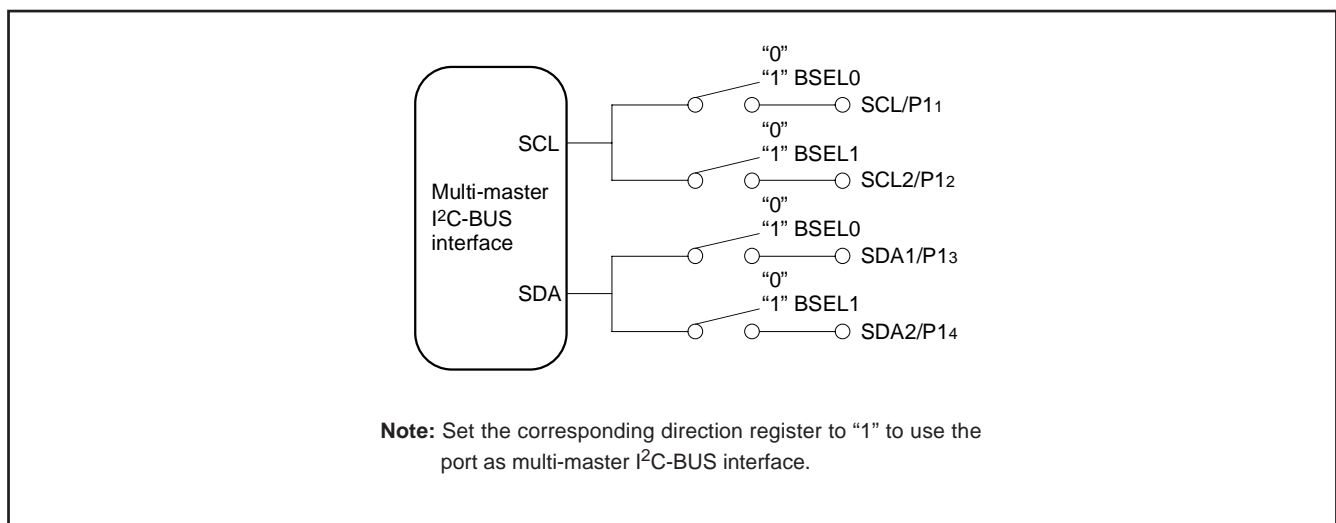 “0”
“1” BSEL0
SCL/P11
SCL
“0”
“1” BSEL1
SCL2/P12
Multi-master
I2C-BUS
interface
“0”
“1” BSEL0
SDA1/P13
SDA
“0”
“1” BSEL1
SDA2/P14
Note: Set the corresponding direction register to “1” to use the
port as multi-master I2C-BUS interface.